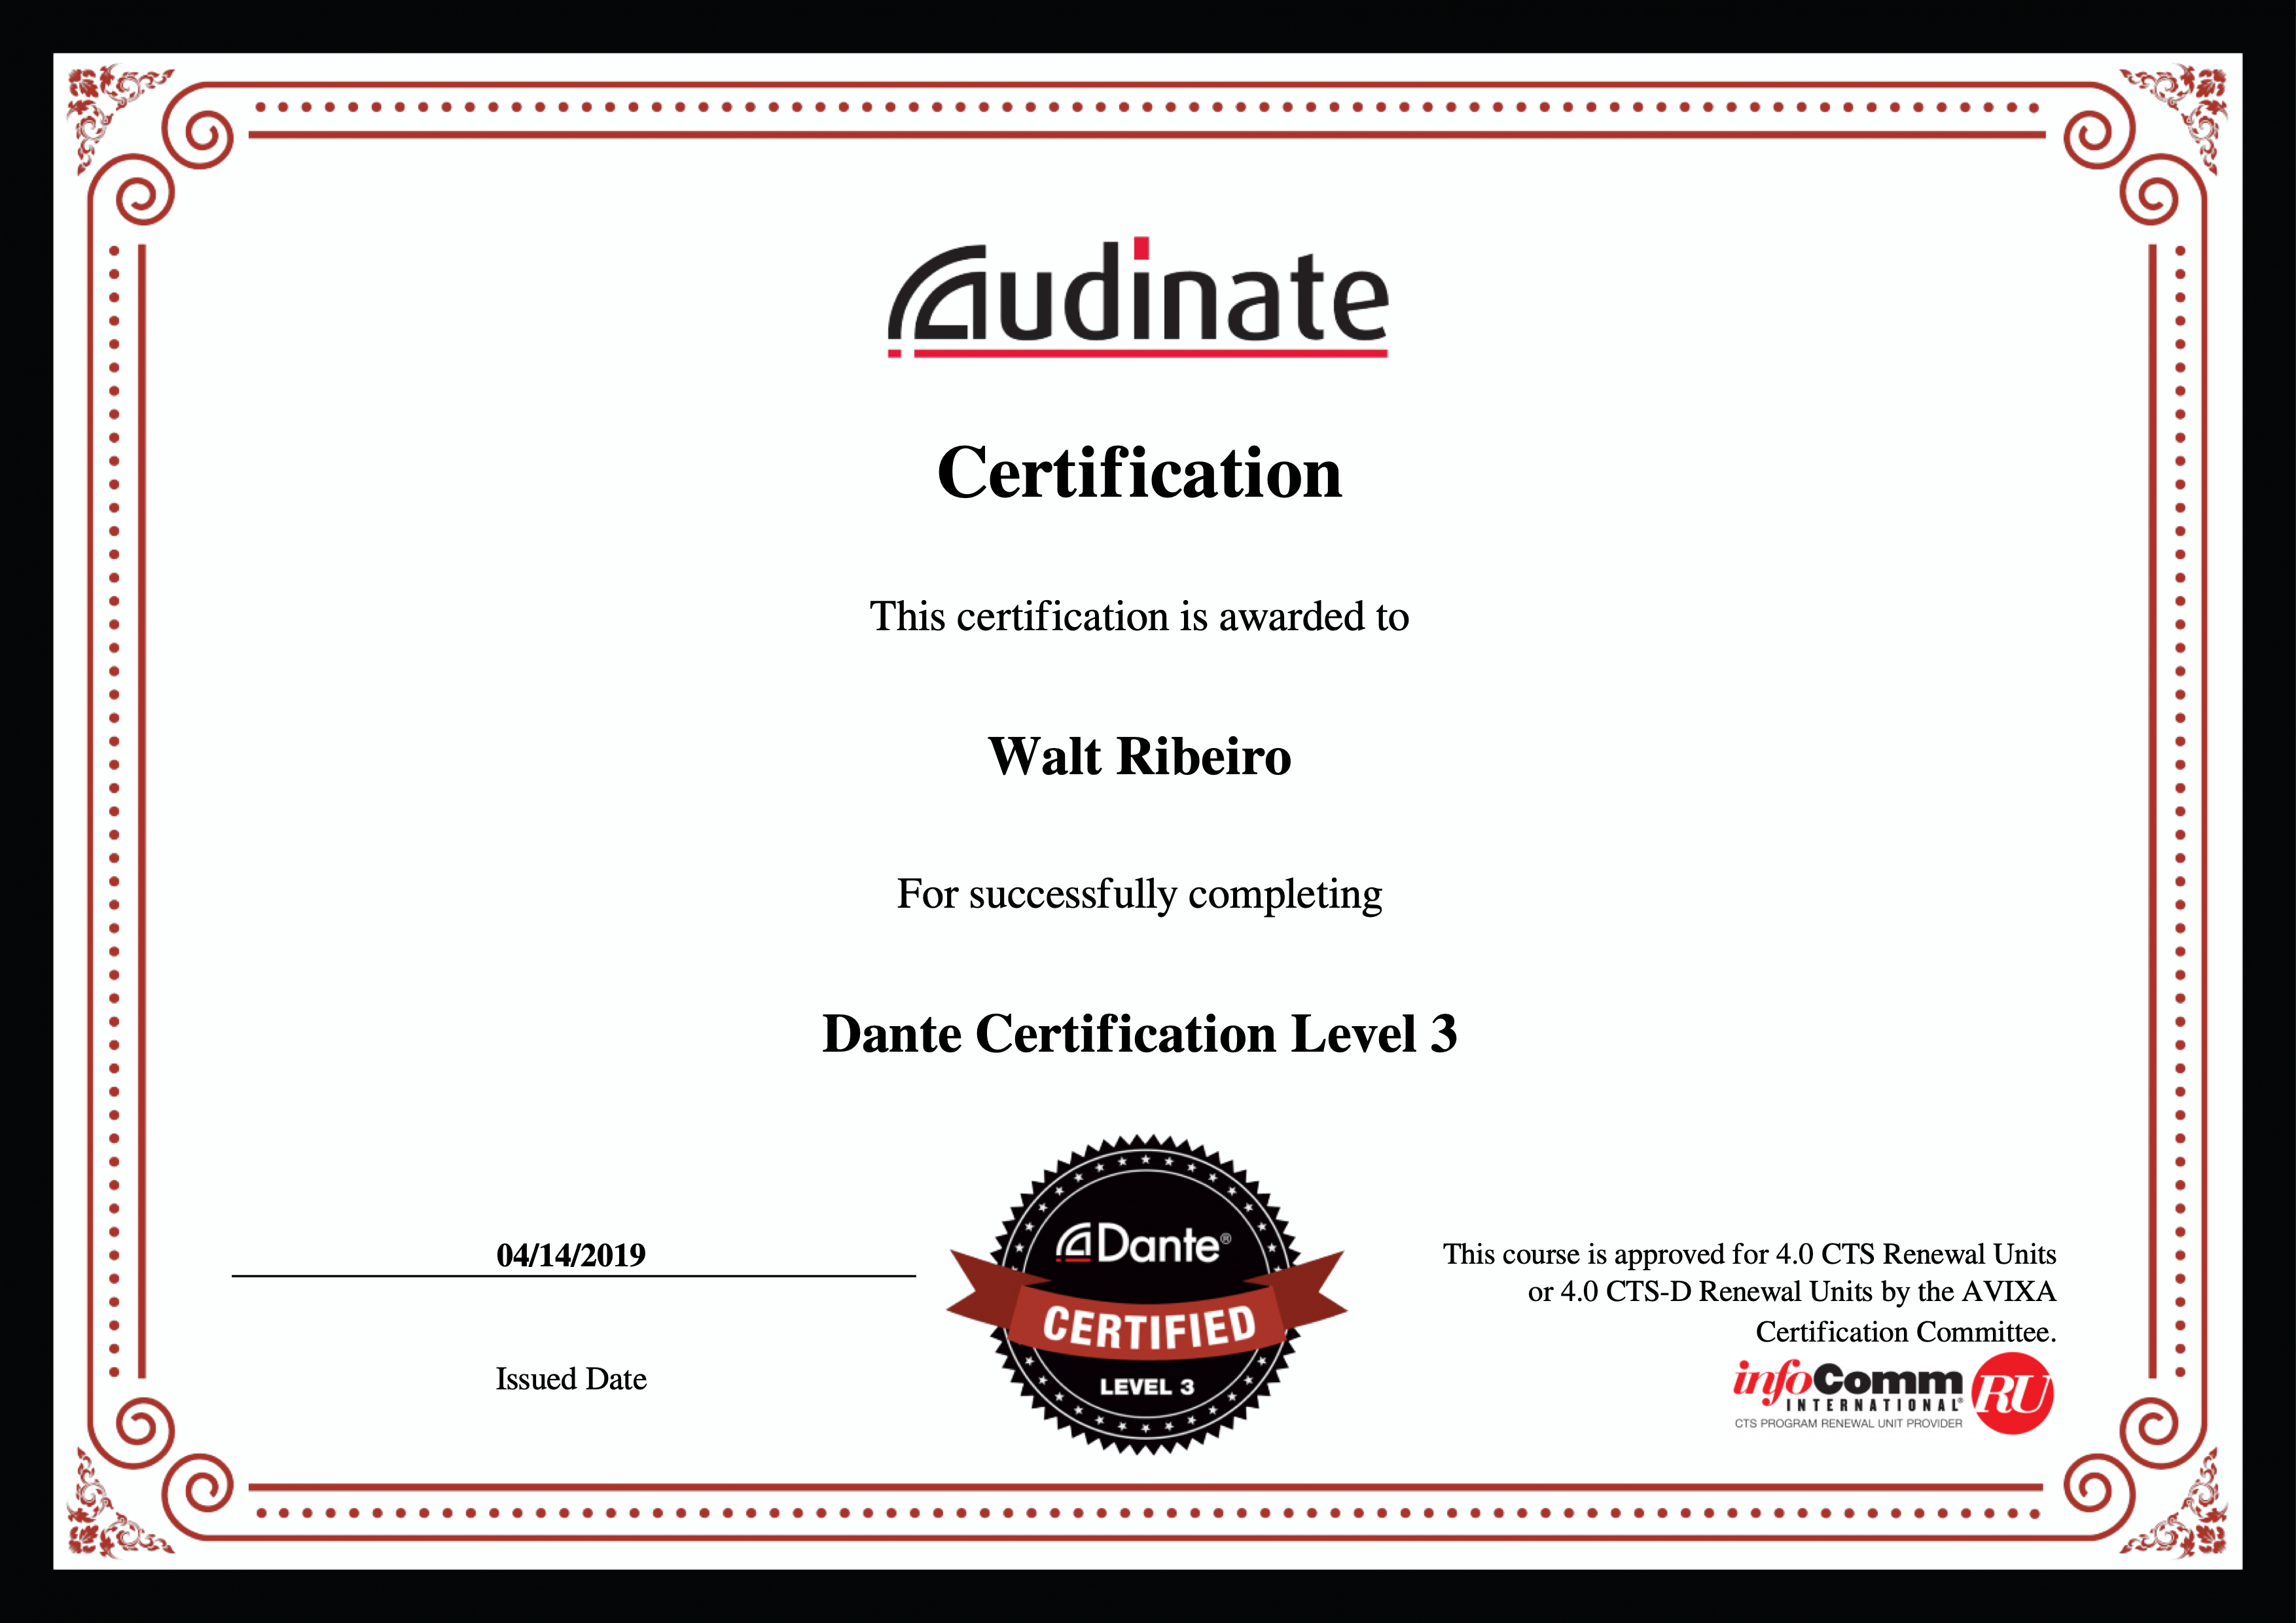 Audinate
Certification
This certification is awarded to
Walt Ribeiro
For successfully completing
Dante Certification Level 3
04/14/2019
Issued Date
Dante®
CERTIFIED
LEVEL 3
This course is approved for 4.0 CTS Renewal Units
or 4.0 CTS-D Renewal Units by the AVIXA
Certification Committee.
infoComm
INTERNATIONAL®
CTS PROGRAM RENEWAL UNIT PROVIDER
RU